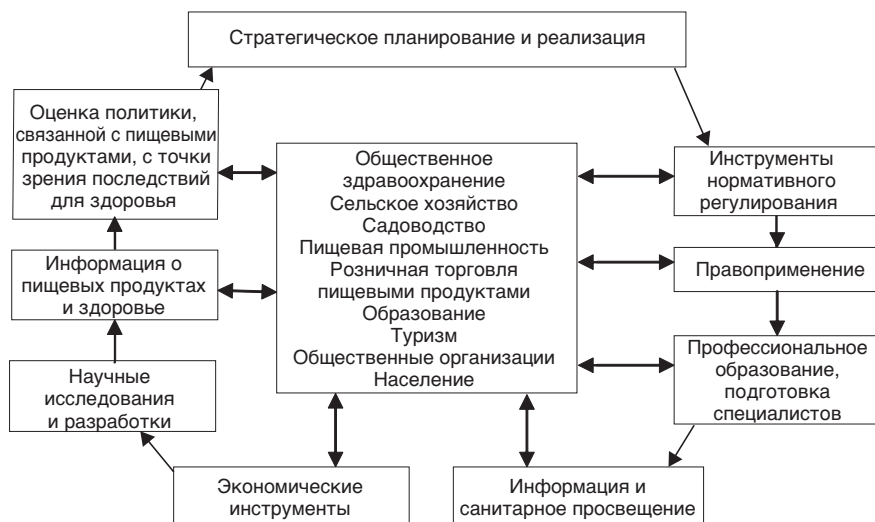 Стратегическое планирование и реализация
Оценка политики,
связанной с пищевыми
продуктами, с точки
зрения последствий
для здоровья
Общественное
здравоохранение
Сельское хозяйство
Садоводство
Пищевая промышленность
Розничная торговля
пищевыми продуктами
Образование
Туризм
Общественные организации
Население
Инструменты
нормативного
регулирования
Информация о
пищевых продуктах
и здоровье
Правоприменение
Научные
исследования
и разработки
Профессиональное
образование,
подготовка
специалистов
Экономические
инструменты
Информация и
санитарное просвещение